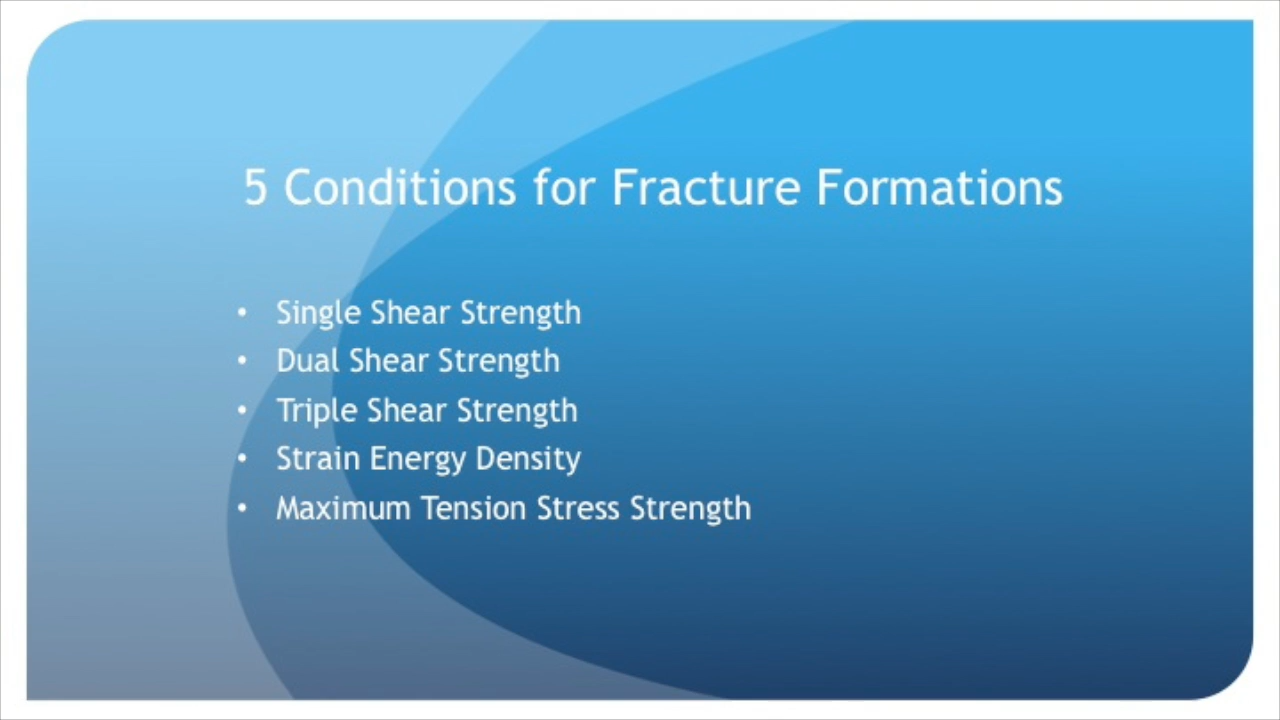 5 Conditions for Fracture Formations
• Single Shear Strength
• Dual Shear Strength
• Triple Shear Strength
• Strain Energy Density
• Maximum Tension Stress Strength